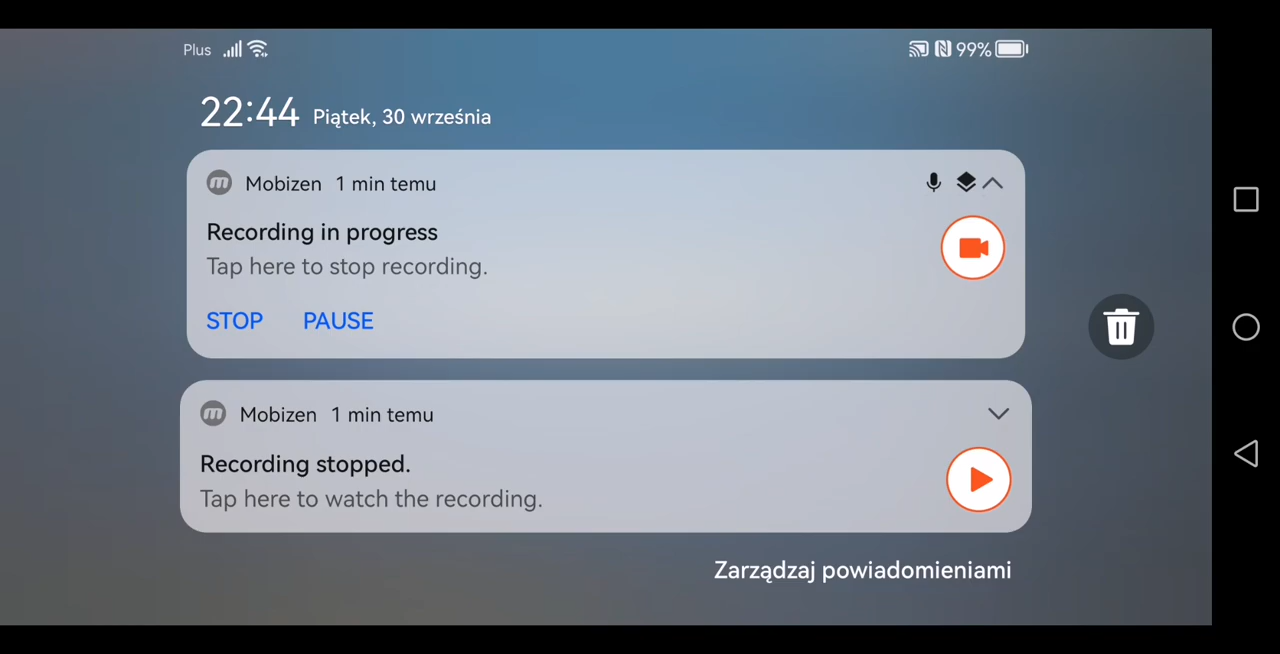 Plus 99%
22:44 Piątek, 30 września
Mobizen 1 min temu
Recording in progress
Tap here to stop recording.
STOP PAUSE
Mobizen 1 min temu
Recording stopped.
Tap here to watch the recording.
Zarządzaj powiadomieniami